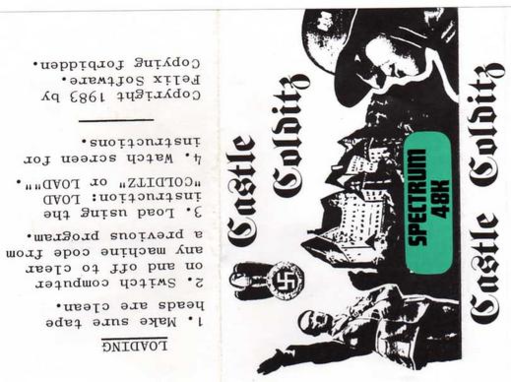 LOADING
1. Make sure tape
heads are clean.
2. Switch computer
on and off to clear
any machine code from
a previous program.
3. Load using the
instruction: LOAD
"COLDITZ" or LOAD"".
4. Watch screen for
instructions.
Copyright 1983 by
Felix Software.
Copying forbidden.
Castle
Colditz
SPECTRUM
48K
Castle Colditz